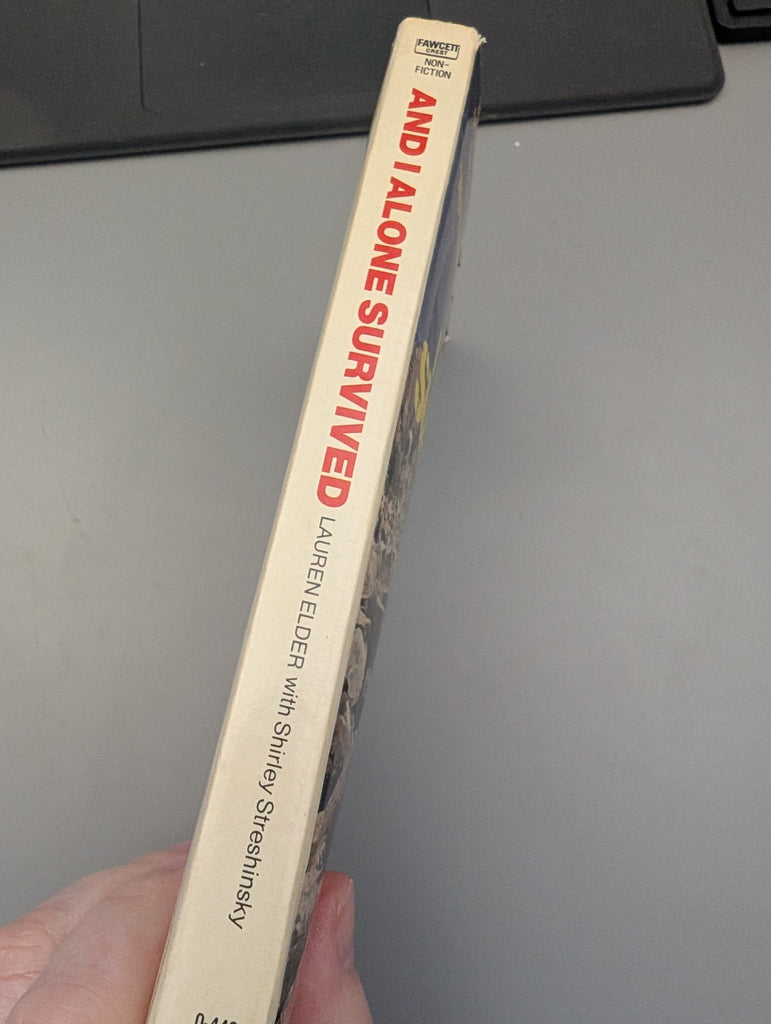 FAWCETT
CREST
NON-
FICTION
AND I ALONE SURVIVED
LAUREN ELDER with Shirley Streshinsky